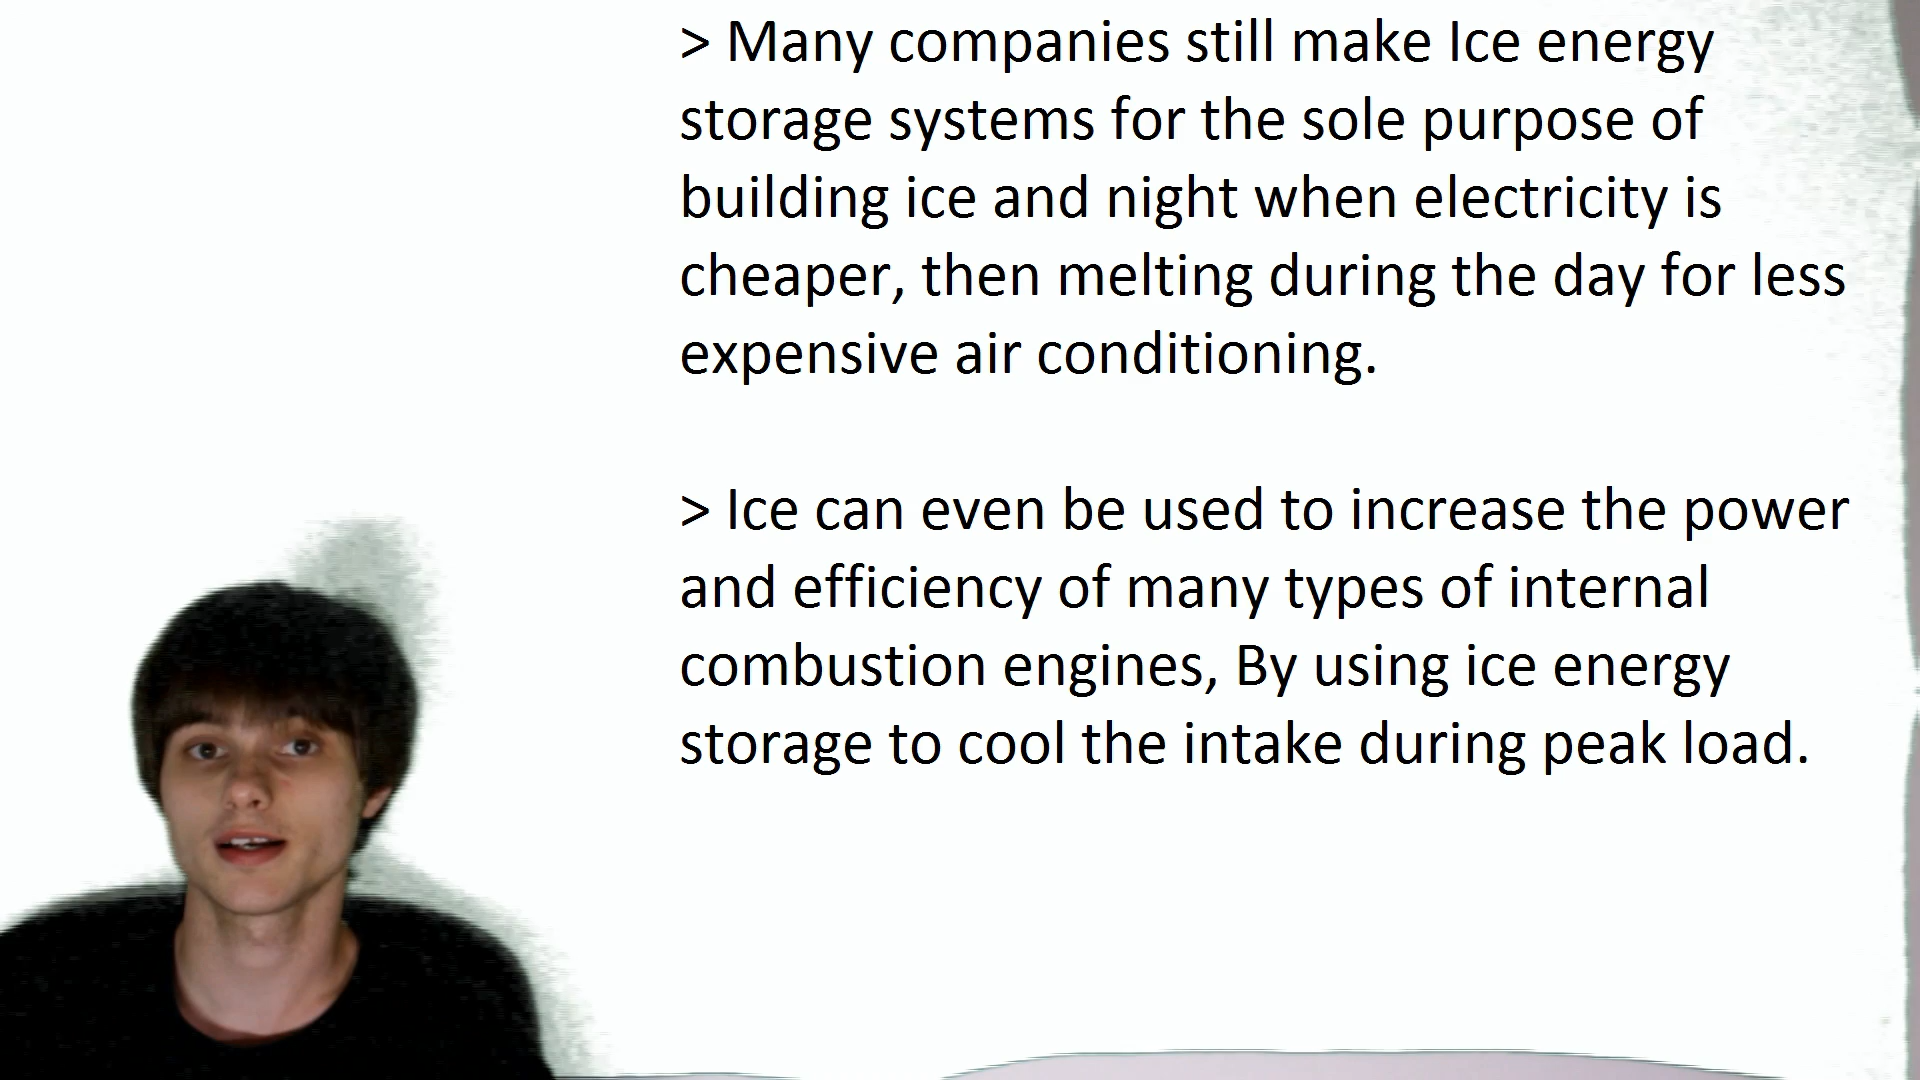 > Many companies still make Ice energy
storage systems for the sole purpose of
building ice and night when electricity is
cheaper, then melting during the day for less
expensive air conditioning.
> Ice can even be used to increase the power
and efficiency of many types of internal
combustion engines, By using ice energy
storage to cool the intake during peak load.